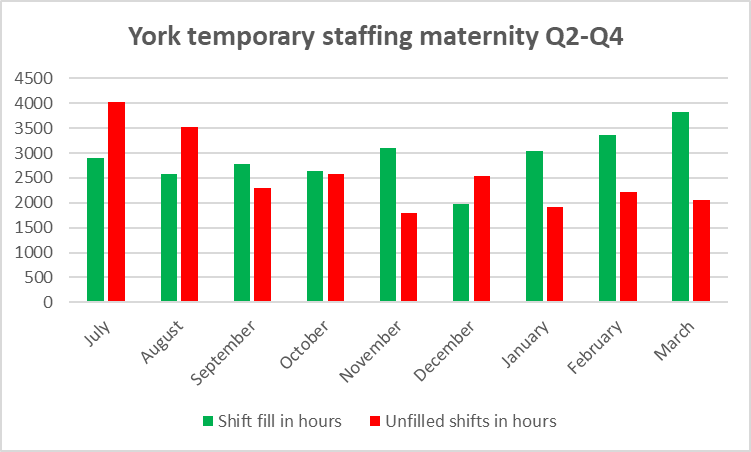 York temporary staffing maternity Q2-Q4
4500
4000
3500
3000
2500
2000
1500
1000
500
0
July
August
September
October
November
December
January
February
March
Shift fill in hours
Unfilled shifts in hours